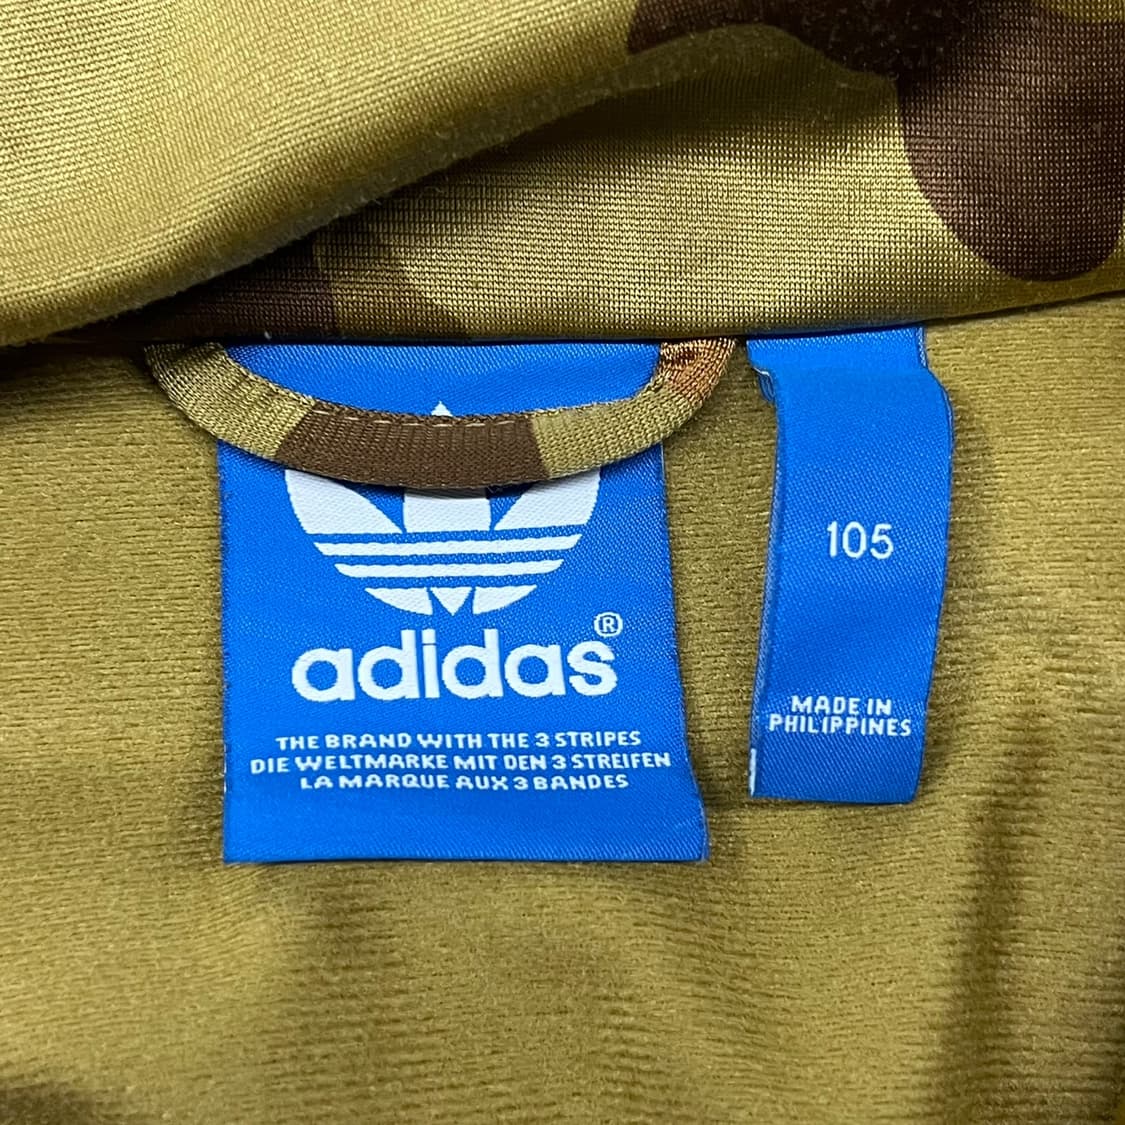 adidas®
THE BRAND WITH THE 3 STRIPES
DIE WELTMARKE MIT DEN 3 STREIFEN
LA MARQUE AUX 3 BANDES
105
MADE IN
PHILIPPINES